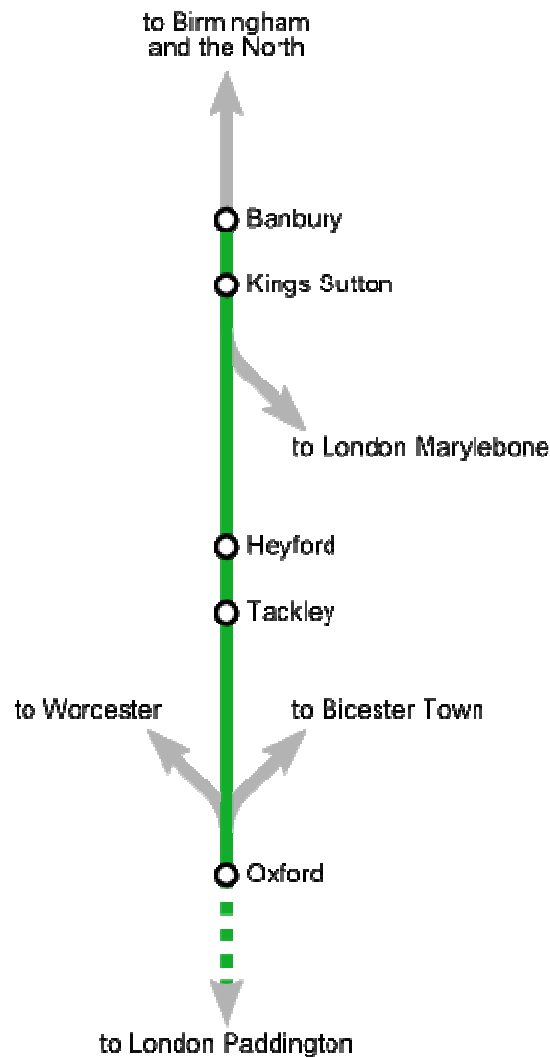 to Birmingham
and the North
Banbury
Kings Sutton
to London Marylebone
Heyford
Tackley
to Worcester
to Bicester Town
Oxford
to London Paddington